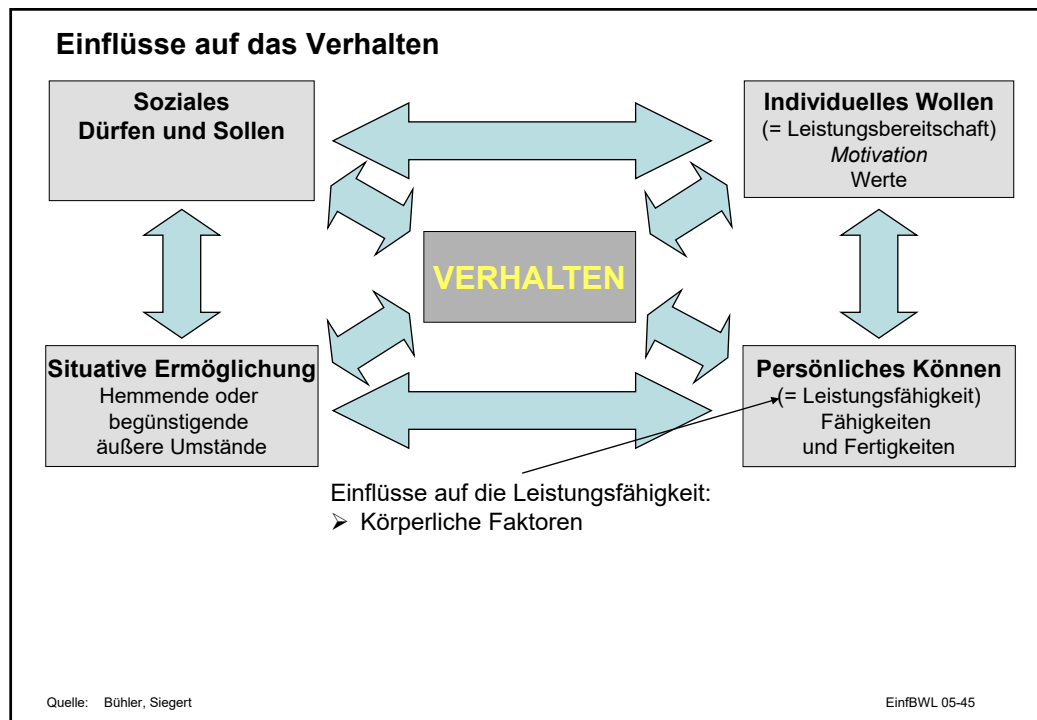 Einflüsse auf das Verhalten
Soziales
Dürfen und Sollen
Individuelles Wollen
(= Leistungsbereitschaft)
Motivation
Werte
VERHALTEN
Situative Ermöglichung
Hemmende oder
begünstigende
äußere Umstände
Persönliches Können
(= Leistungsfähigkeit)
Fähigkeiten
und Fertigkeiten
Einflüsse auf die Leistungsfähigkeit:
➢ Körperliche Faktoren
Quelle: Bühler, Siegert
EinfBWL 05-45